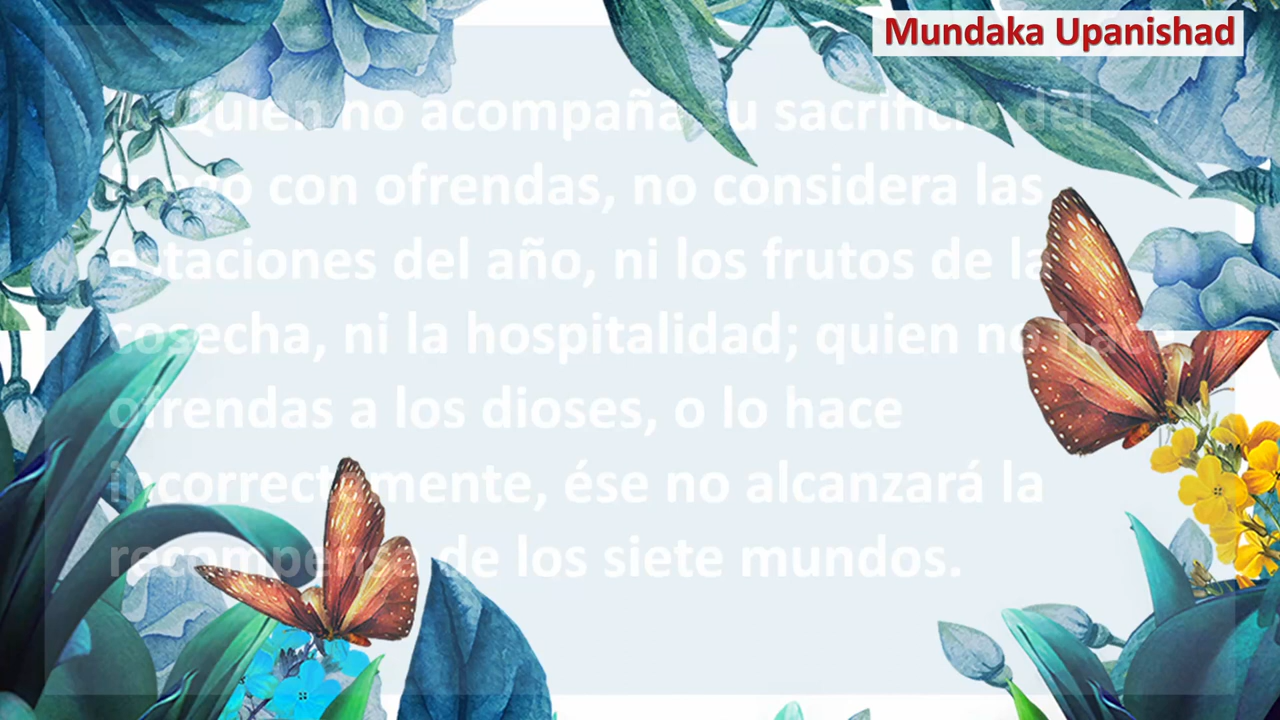 Mundaka Upanishad
Quien no acompaña su sacrificio del
fuego con ofrendas, no considera las
estaciones del año, ni los frutos de la
cosecha, ni la hospitalidad; quien no hace
ofrendas a los dioses, o lo hace
incorrectamente, ése no alcanzará la
recompensa de los siete mundos.